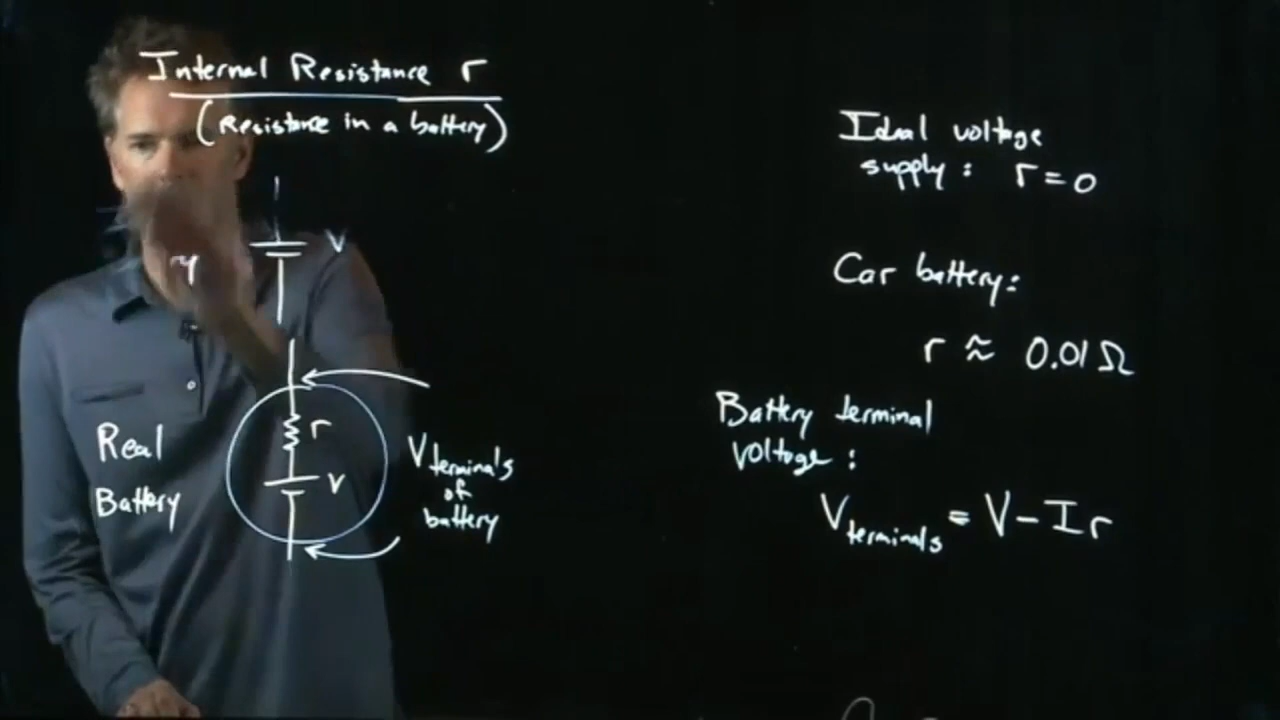 Internal Resistance r
(Resistance in a battery)
V
r
V
Real
Battery
V terminals
of
battery
Ideal voltage
supply: r = 0
Car battery:
r ≈ 0.01 Ω
Battery terminal
voltage:
V terminals = V - Ir